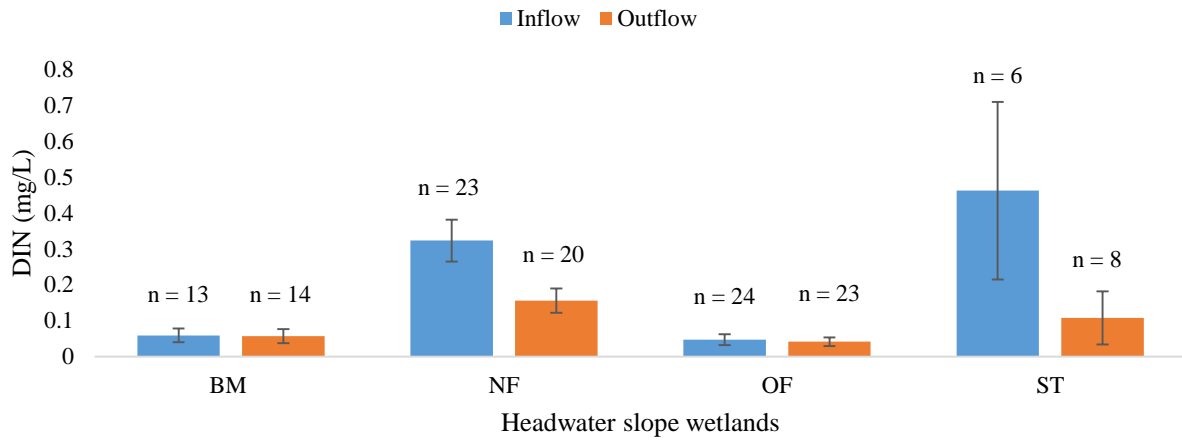 Inflow Outflow
DIN (mg/L)
0.8
0.7
0.6
0.5
0.4
0.3
0.2
0.1
0
n = 13
n = 14
n = 23
n = 20
n = 24
n = 23
n = 6
n = 8
BM NF OF ST
Headwater slope wetlands